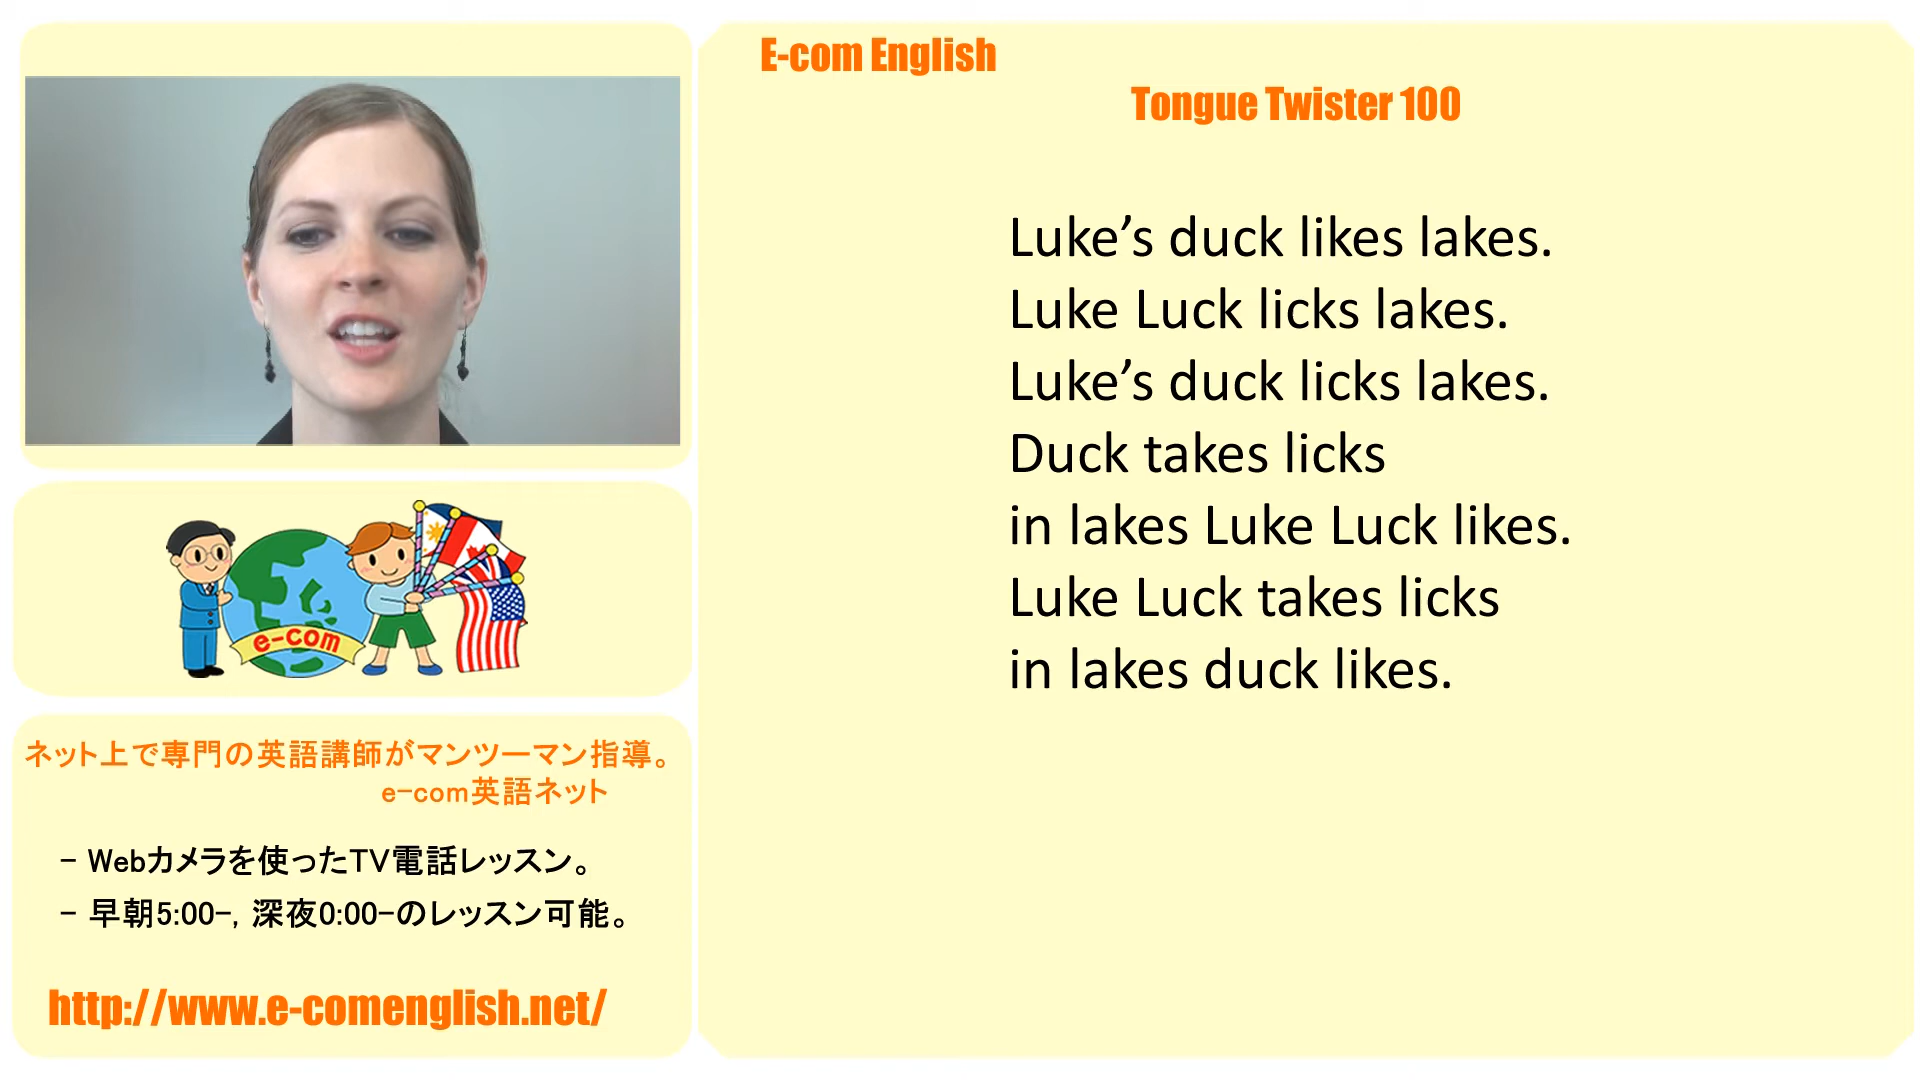 E-com English
Tongue Twister 100
Luke’s duck likes lakes.
Luke Luck licks lakes.
Luke’s duck licks lakes.
Duck takes licks
in lakes Luke Luck likes.
Luke Luck takes licks
in lakes duck likes.
e-com
ネット上で専門の英語講師がマンツーマン指導。
e-com英語ネット
- Webカメラを使ったTV電話レッスン。
- 早朝5:00-, 深夜0:00-のレッスン可能。
http://www.e-comenglish.net/